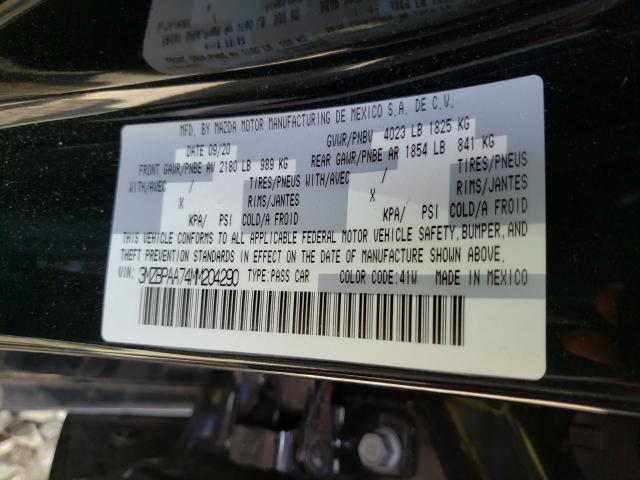 MFD. BY MAZDA MOTOR MANUFACTURING DE MEXICO S.A. DE C.V.
DATE 09/20 GVWR/PNBV 4023 LB 1825 KG
FRONT GAWR/PNBE AV 2180 LB 989 KG REAR GAWR/PNBE AR 1854 LB 841 KG
WITH/AVEC / TIRES/PNEUS WITH/AVEC / TIRES/PNEUS
X RIMS/JANTES X RIMS/JANTES
KPA/ PSI COLD/A FROID KPA/ PSI COLD/A FROID
THIS VEHICLE CONFORMS TO ALL APPLICABLE FEDERAL MOTOR VEHICLE SAFETY, BUMPER, AND
THEFT PREVENTION STANDARDS IN EFFECT ON THE DATE OF MANUFACTURE SHOWN ABOVE.
VIN: 3MZBPAA74MM204290 TYPE: PASS CAR COLOR CODE: 41W MADE IN MEXICO